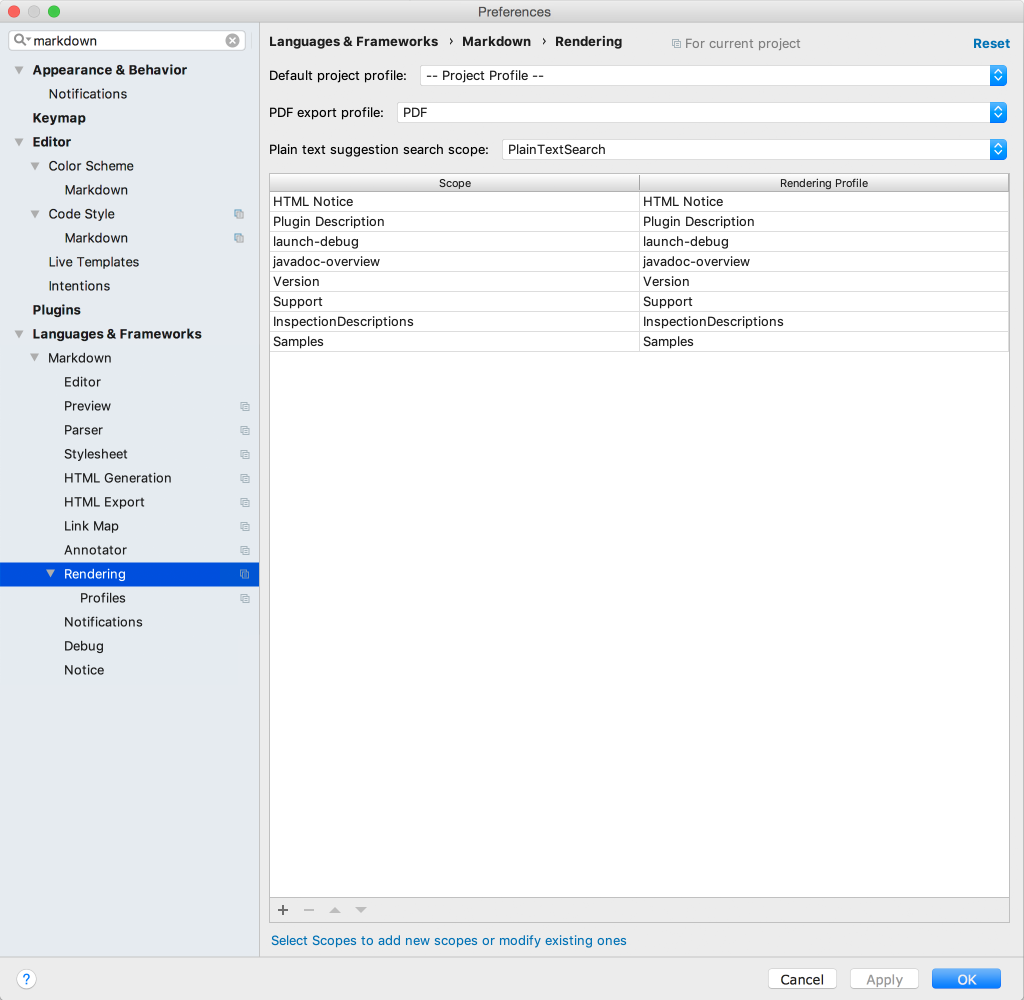 Preferences
markdown
Appearance & Behavior
Notifications
Keymap
Editor
Color Scheme
Markdown
Code Style
Markdown
Live Templates
Intentions
Plugins
Languages & Frameworks
Markdown
Editor
Preview
Parser
Stylesheet
HTML Generation
HTML Export
Link Map
Annotator
Rendering
Profiles
Notifications
Debug
Notice
Languages & Frameworks › Markdown › Rendering For current project Reset
Default project profile: -- Project Profile --
PDF export profile: PDF
Plain text suggestion search scope: PlainTextSearch
Scope Rendering Profile
HTML Notice HTML Notice
Plugin Description Plugin Description
launch-debug launch-debug
javadoc-overview javadoc-overview
Version Version
Support Support
InspectionDescriptions InspectionDescriptions
Samples Samples
Select Scopes to add new scopes or modify existing ones
? Cancel Apply OK